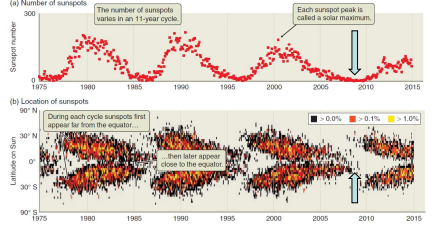 (a) Number of sunspots
The number of sunspots
varies in an 11-year cycle.
Each sunspot peak is
called a solar maximum.
300
Sunspot number
0
1975 1980 1985 1990 1995 2000 2005 2010 2015
(b) Location of sunspots
90° N
During each cycle sunspots first
appear far from the equator…
> 0.0% > 0.1% > 1.0%
30° N
Latitude on Sun
0°
…then later appear
close to the equator.
30° S
90° S
1975 1980 1985 1990 1995 2000 2005 2010 2015